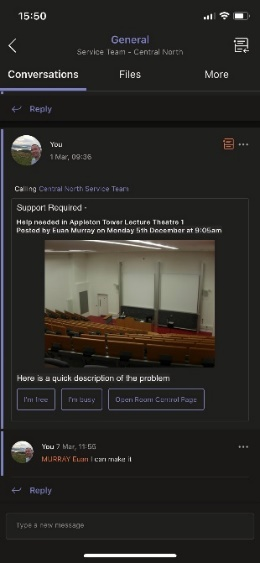 15:50
General
Service Team - Central North
Conversations Files More
Reply
You
1 Mar, 09:36
Calling Central North Service Team
Support Required -
Help needed in Appleton Tower Lecture Theatre 1
Posted by Euan Murray on Monday 5th December at 9:05am
Here is a quick description of the problem
I'm free I'm busy Open Room Control Page
You 7 Mar, 11:55
MURRAY Euan I can make it
Reply
Type a new message